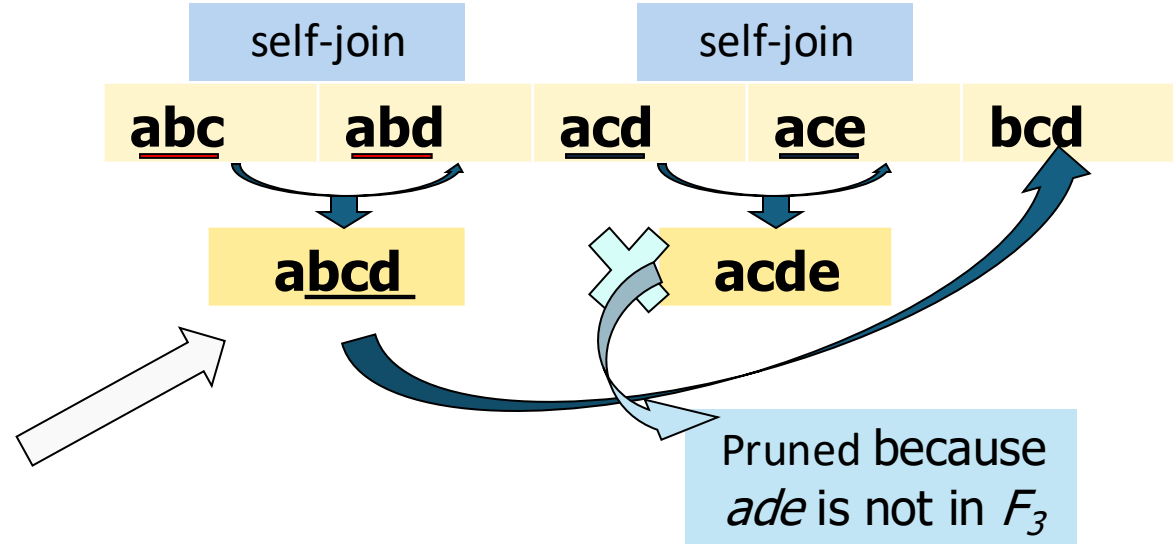 self-join self-join
abc abd acd ace bcd
abcd acde
Pruned because
ade is not in F3